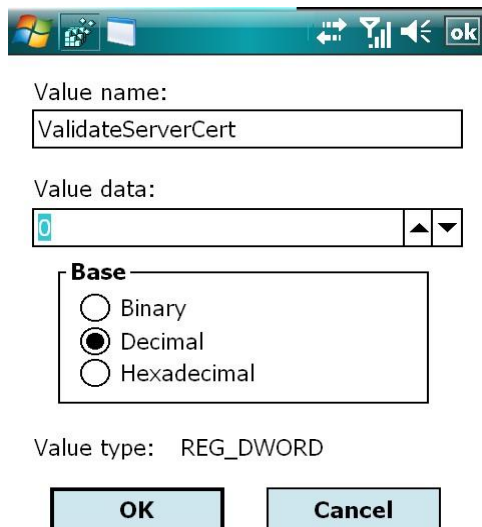 ok
Value name:
ValidateServerCert
Value data:
0
Base
Binary
Decimal
Hexadecimal
Value type: REG_DWORD
OK Cancel